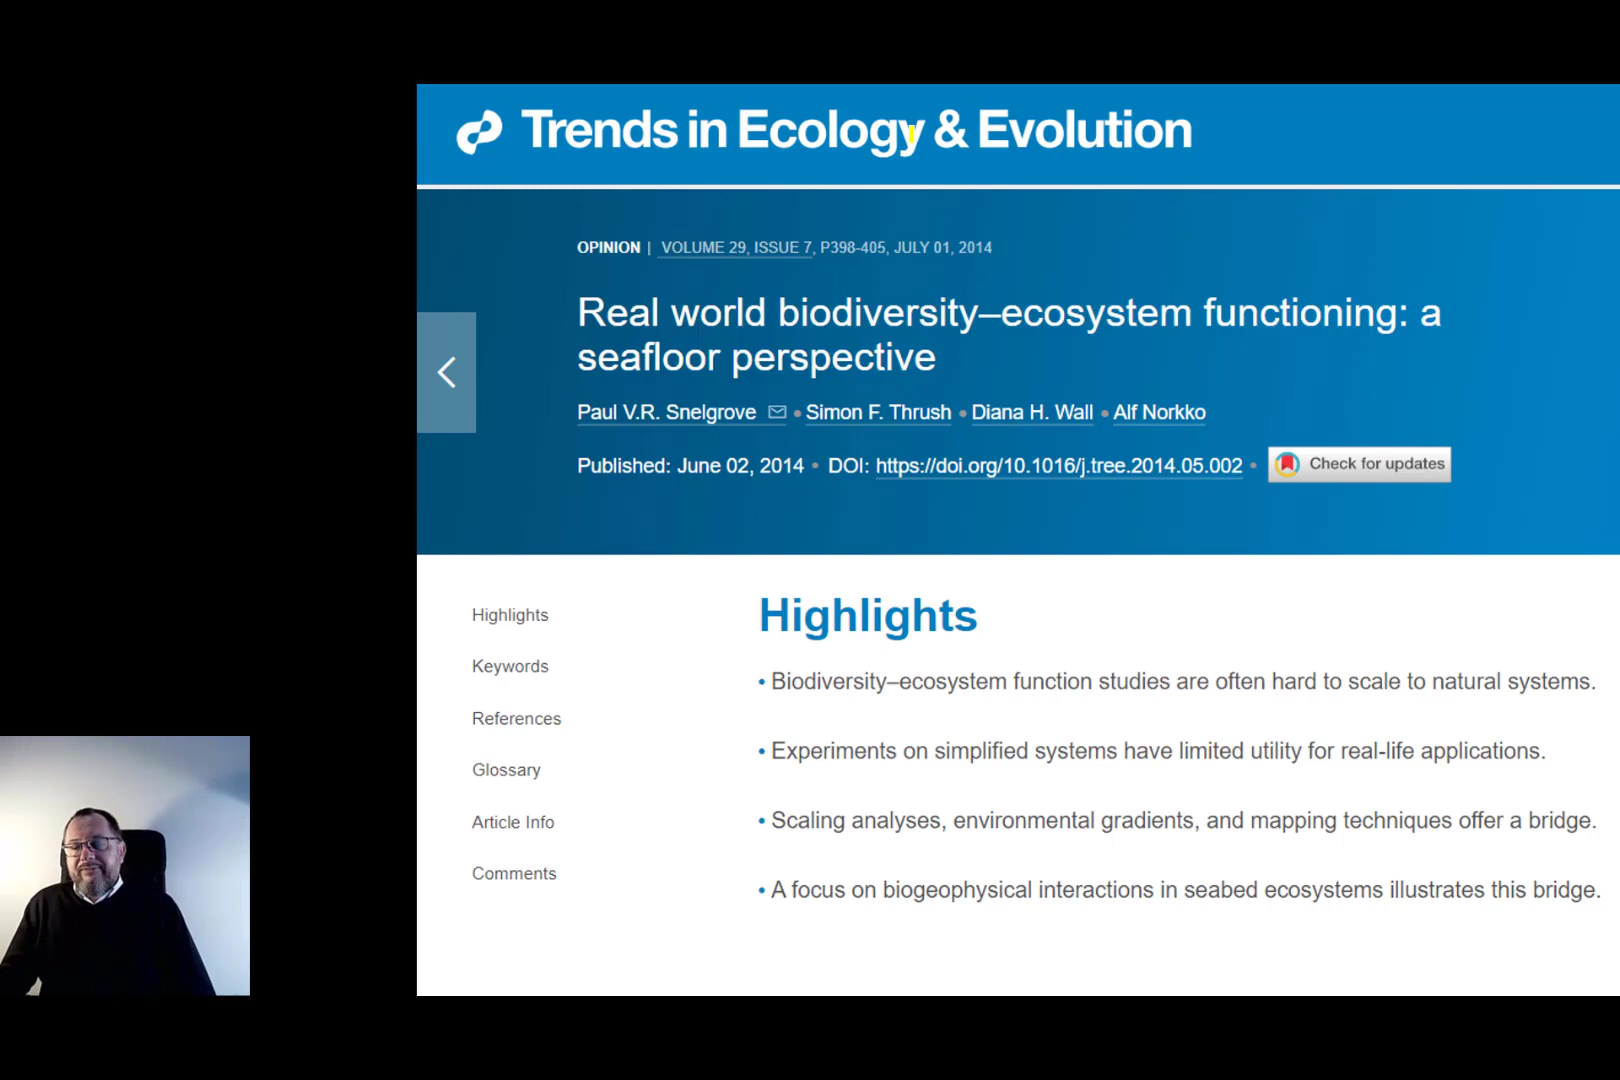 Trends in Ecology & Evolution
OPINION | VOLUME 29, ISSUE 7, P398-405, JULY 01, 2014
Real world biodiversity–ecosystem functioning: a
seafloor perspective
Paul V.R. Snelgrove • Simon F. Thrush • Diana H. Wall • Alf Norkko
Published: June 02, 2014 • DOI: https://doi.org/10.1016/j.tree.2014.05.002 • Check for updates
Highlights
Keywords
References
Glossary
Article Info
Comments
Highlights
• Biodiversity–ecosystem function studies are often hard to scale to natural systems.
• Experiments on simplified systems have limited utility for real-life applications.
• Scaling analyses, environmental gradients, and mapping techniques offer a bridge.
• A focus on biogeophysical interactions in seabed ecosystems illustrates this bridge.